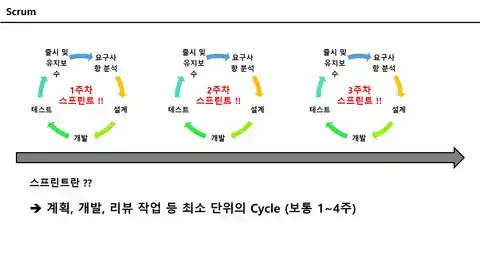 Scrum
출시 및
유지보
수
요구사
항 분석
1주차
스프린트 !!
테스트
설계
개발
출시 및
유지보
수
요구사
항 분석
2주차
스프린트 !!
테스트
설계
개발
출시 및
유지보
수
요구사
항 분석
3주차
스프린트 !!
테스트
설계
개발
스프린트란 ??
➔ 계획, 개발, 리뷰 작업 등 최소 단위의 Cycle (보통 1~4주)